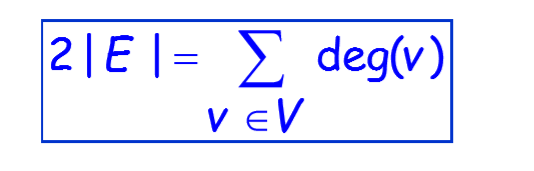 2|E|= ∑ deg(v)
v ∈V